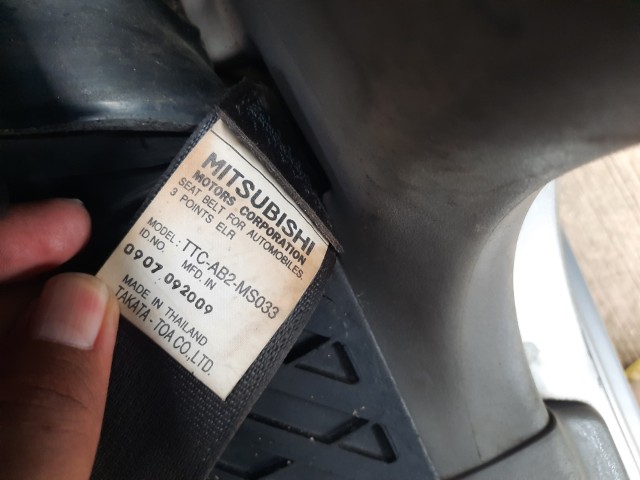 MITSUBISHI
MOTORS CORPORATION
SEAT BELT FOR AUTOMOBILES.
3 POINTS ELR
MODEL: TTC-AB2-MS033
ID.NO. MFD. IN
0907 092009
MADE IN THAILAND
TAKATA-TOA CO.,LTD.